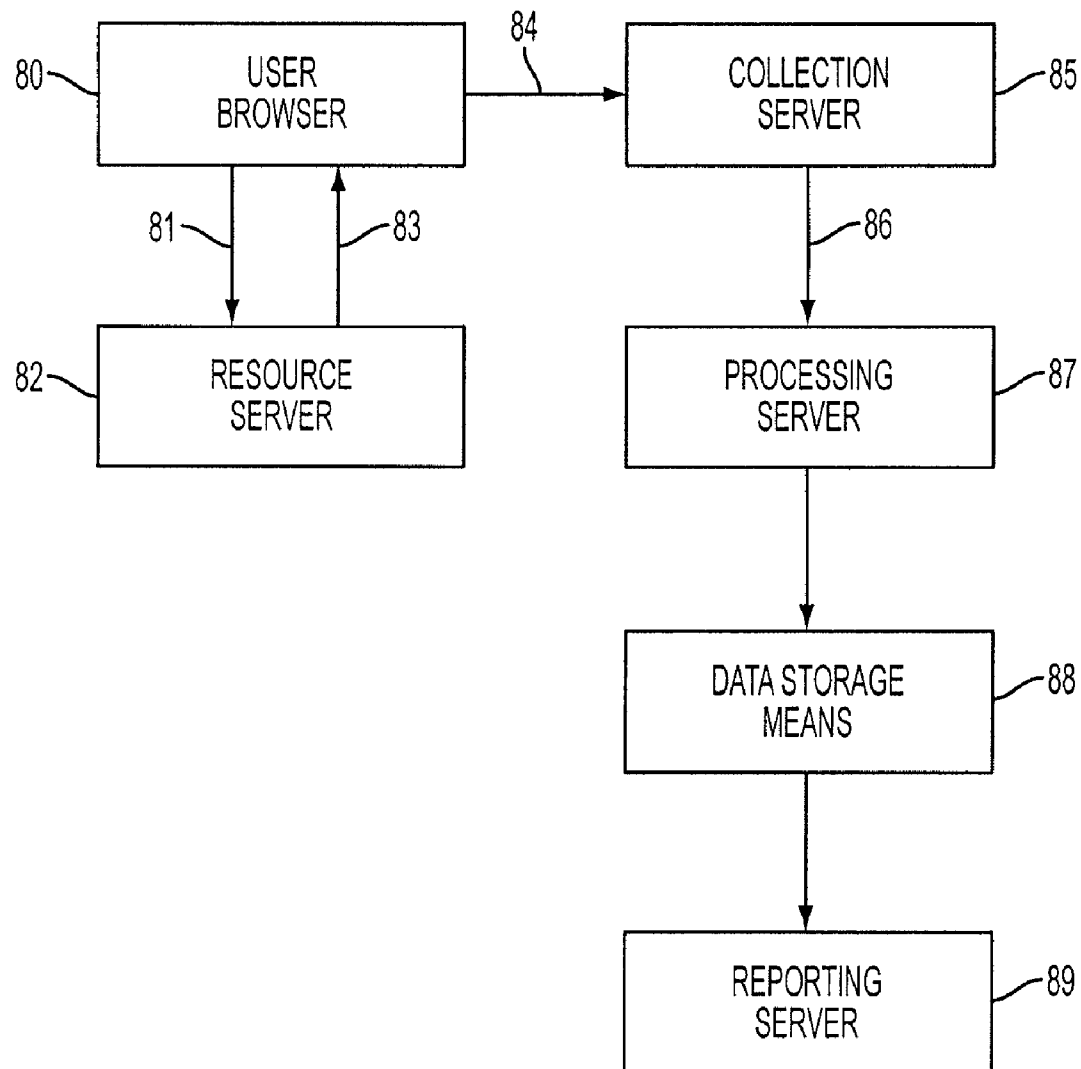 84
80
USER
BROWSER
COLLECTION
SERVER
85
81
83
86
82
RESOURCE
SERVER
PROCESSING
SERVER
87
DATA STORAGE
MEANS
88
REPORTING
SERVER
89